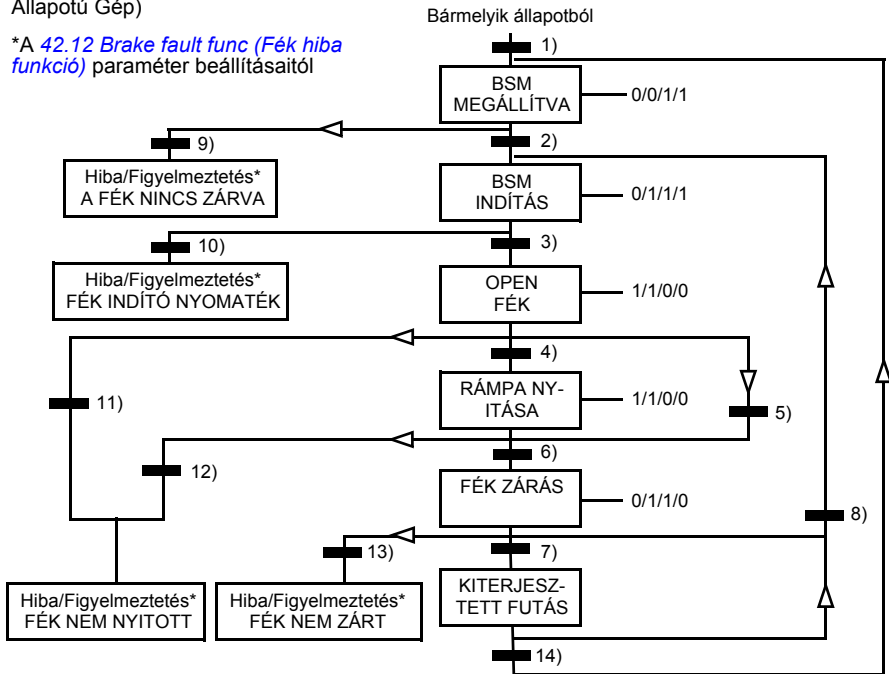 Állapotú Gép)
*A 42.12 Brake fault func (Fék hiba
funkció) paraméter beállításaitól
Bármelyik állapotból
1)
BSM
MEGÁLLÍTVA
0/0/1/1
9)
2)
Hiba/Figyelmeztetés*
A FÉK NINCS ZÁRVA
BSM
INDÍTÁS
0/1/1/1
10)
3)
Hiba/Figyelmeztetés*
FÉK INDÍTÓ NYOMATÉK
OPEN
FÉK
1/1/0/0
4)
11)
RÁMPA NY-
ITÁSA
1/1/0/0
5)
12)
6)
FÉK ZÁRÁS
0/1/1/0
8)
13)
7)
Hiba/Figyelmeztetés*
FÉK NEM NYITOTT
Hiba/Figyelmeztetés*
FÉK NEM ZÁRT
KITERJESZ-
TETT FUTÁS
14)